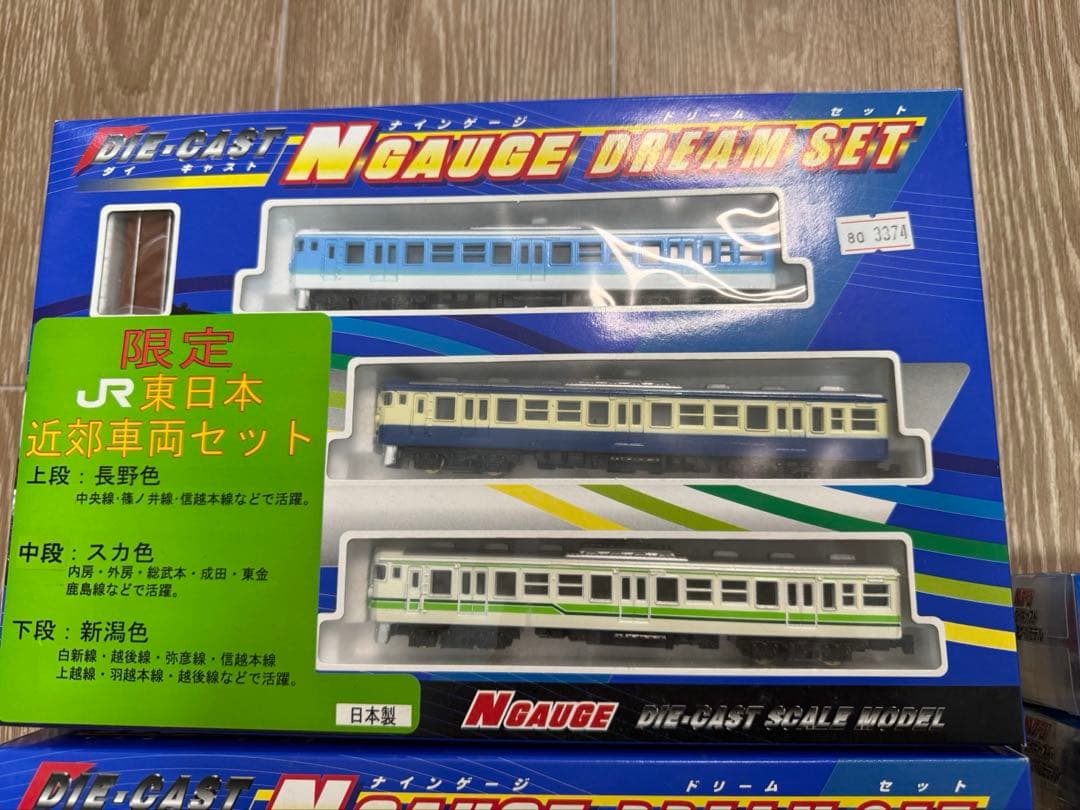 ナインゲージ ドリーム セット
DIE-CAST N GAUGE DREAM SET
ダイ キャスト
80 3374
限定
JR東日本
近郊車両セット
上段：長野色
中央線・篠ノ井線・信越本線などで活躍。
中段：スカ色
内房・外房・総武本・成田・東金
鹿島線などで活躍。
下段：新潟色
白新線・越後線・弥彦線・信越本線
上越線・羽越本線・越後線などで活躍。
日本製
N GAUGE DIE-CAST SCALE MODEL
ナインゲージ ドリーム セット
DIE-CAST N GAUGE DREAM SET